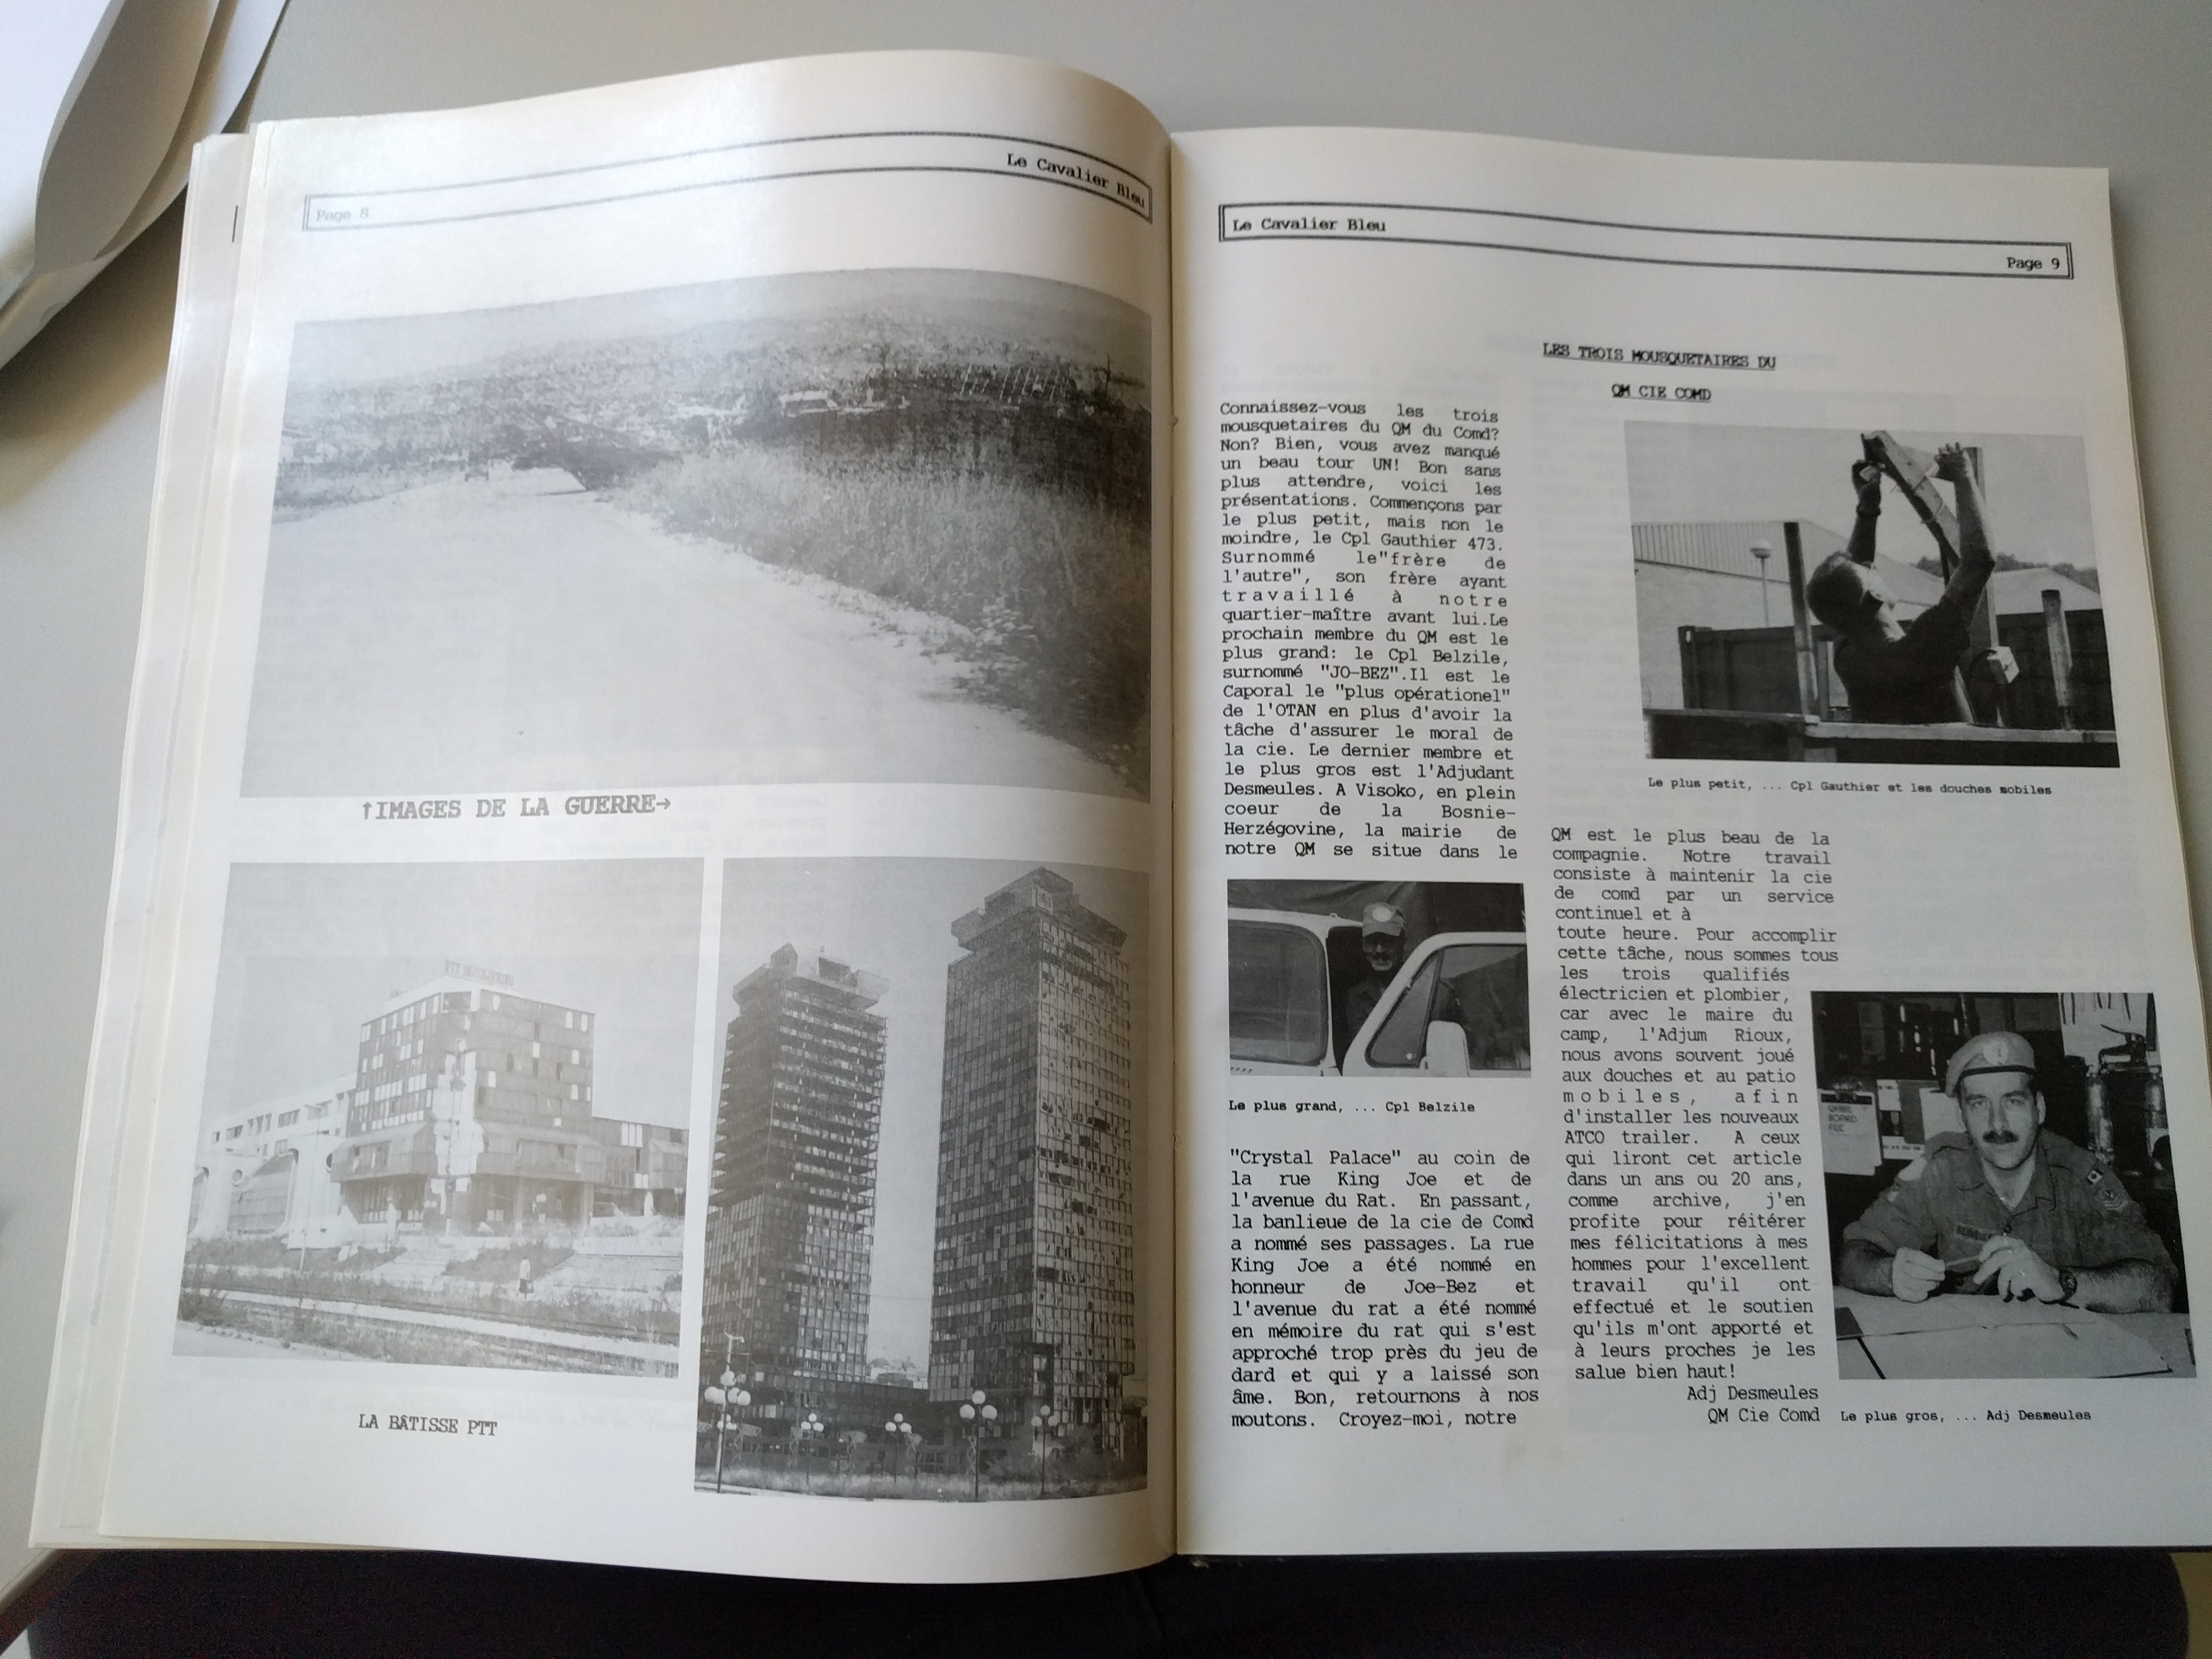 Page 8
Le Cavalier Bleu
↑IMAGES DE LA GUERRE→
LA BÂTISSE PTT
Le Cavalier Bleu
Page 9
LES TROIS MOUSQUETAIRES DU
QM CIE COMD
Connaissez-vous les trois
mousquetaires du QM du Comd?
Non? Bien, vous avez manqué
un beau tour UN! Bon sans
plus attendre, voici les
présentations. Commençons par
le plus petit, mais non le
moindre, le Cpl Gauthier 473.
Surnommé le"frère de
l'autre", son frère ayant
travaillé à notre
quartier-maître avant lui.Le
prochain membre du QM est le
plus grand: le Cpl Belzile,
surnommé "JO-BEZ".Il est le
Caporal le "plus opérationel"
de l'OTAN en plus d'avoir la
tâche d'assurer le moral de
la cie. Le dernier membre et
le plus gros est l'Adjudant
Desmeules. A Visoko, en plein
coeur de la Bosnie-
Herzégovine, la mairie de
notre QM se situe dans le
Le plus grand, ... Cpl Belzile
"Crystal Palace" au coin de
la rue King Joe et de
l'avenue du Rat. En passant,
la banlieue de la cie de Comd
a nommé ses passages. La rue
King Joe a été nommé en
honneur de Joe-Bez et
l'avenue du rat a été nommé
en mémoire du rat qui s'est
approché trop près du jeu de
dard et qui y a laissé son
âme. Bon, retournons à nos
moutons. Croyez-moi, notre
Le plus petit, ... Cpl Gauthier et les douches mobiles
QM est le plus beau de la
compagnie. Notre travail
consiste à maintenir la cie
de comd par un service
continuel et à
toute heure. Pour accomplir
cette tâche, nous sommes tous
les trois qualifiés
électricien et plombier,
car avec le maire du
camp, l'Adjum Rioux,
nous avons souvent joué
aux douches et au patio
mobiles, afin
d'installer les nouveaux
ATCO trailer. A ceux
qui liront cet article
dans un ans ou 20 ans,
comme archive, j'en
profite pour réitérer
mes félicitations à mes
hommes pour l'excellent
travail qu'il ont
effectué et le soutien
qu'ils m'ont apporté et
à leurs proches je les
salue bien haut!
Adj Desmeules
QM Cie Comd
Le plus gros, ... Adj Desmeules